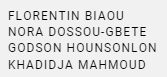 FLORENTIN BIAOU
NORA DOSSOU-GBETE
GODSON HOUNSONLON
KHADIDJA MAHMOUD